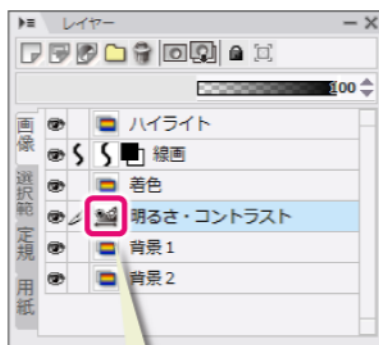 レイヤー
100
画像
選択範
定規
用紙
ハイライト
線画
着色
明るさ・コントラスト
背景1
背景2